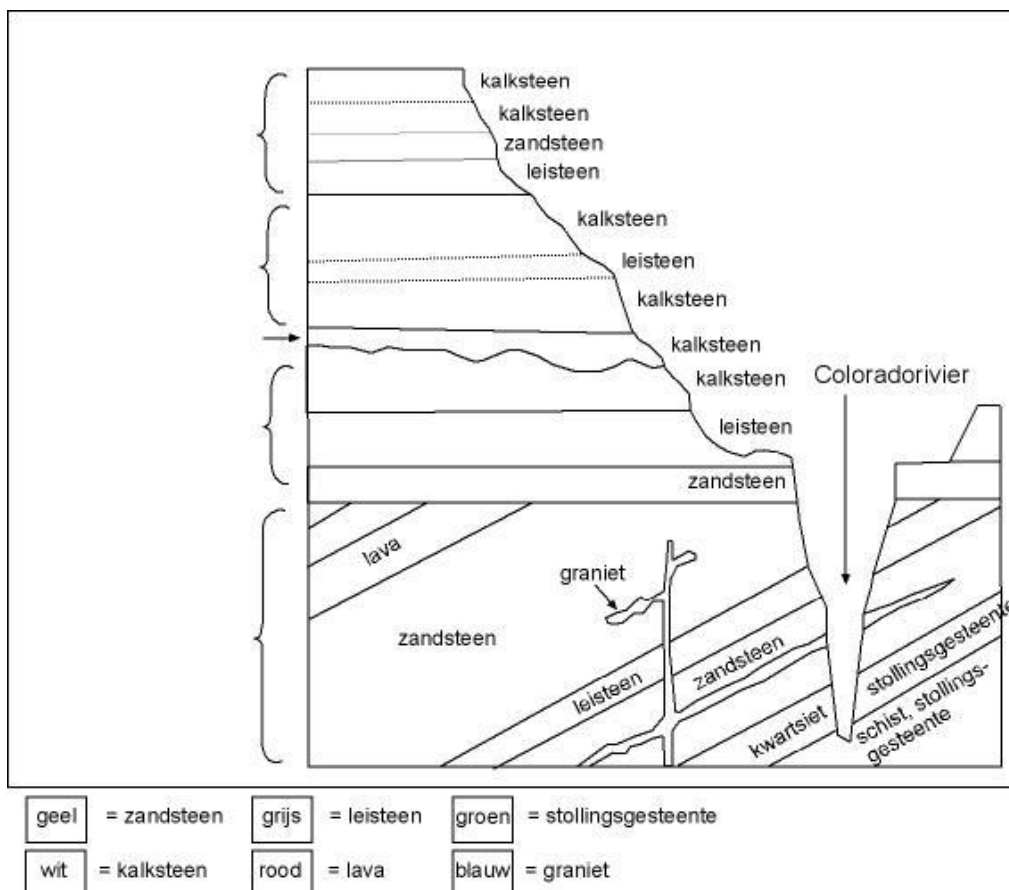 kalksteen
kalksteen
zandsteen
leisteen
kalksteen
leisteen
kalksteen
kalksteen
kalksteen
Coloradorivier
leisteen
zandsteen
lava
graniet
zandsteen
leisteen
zandsteen
kwartsiet
stollingsgesteente
schist, stollings-
gesteente
geel = zandsteen grijs = leisteen groen = stollingsgesteente
wit = kalksteen rood = lava blauw = graniet